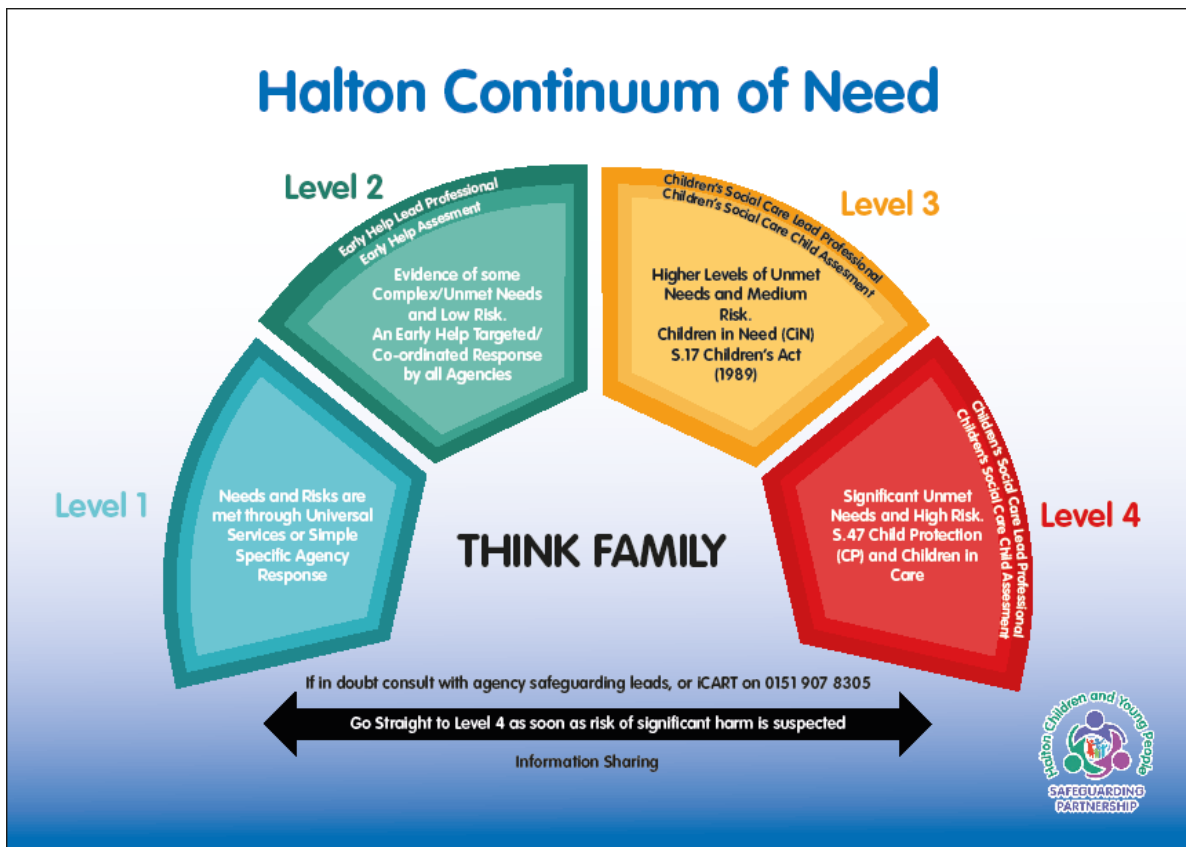 Halton Continuum of Need
Level 1
Needs and Risks are
met through Universal
Services or Simple
Specific Agency
Response
Level 2
Early Help Lead Professional
Early Help Assesment
Evidence of some
Complex/Unmet Needs
and Low Risk.
An Early Help Targeted/
Co-ordinated Response
by all Agencies
Level 3
Children's Social Care Lead Professional
Children's Social Care Child Assesment
Higher Levels of Unmet
Needs and Medium
Risk.
Children in Need (CiN)
S.17 Children's Act
(1989)
Level 4
Children's Social Care Lead Professional
Children's Social Care Child Assesment
Significant Unmet
Needs and High Risk.
S.47 Child Protection
(CP) and Children in
Care
THINK FAMILY
If in doubt consult with agency safeguarding leads, or iCART on 0151 907 8305
Go Straight to Level 4 as soon as risk of significant harm is suspected
Information Sharing
Halton Children and Young People
SAFEGUARDING
PARTNERSHIP